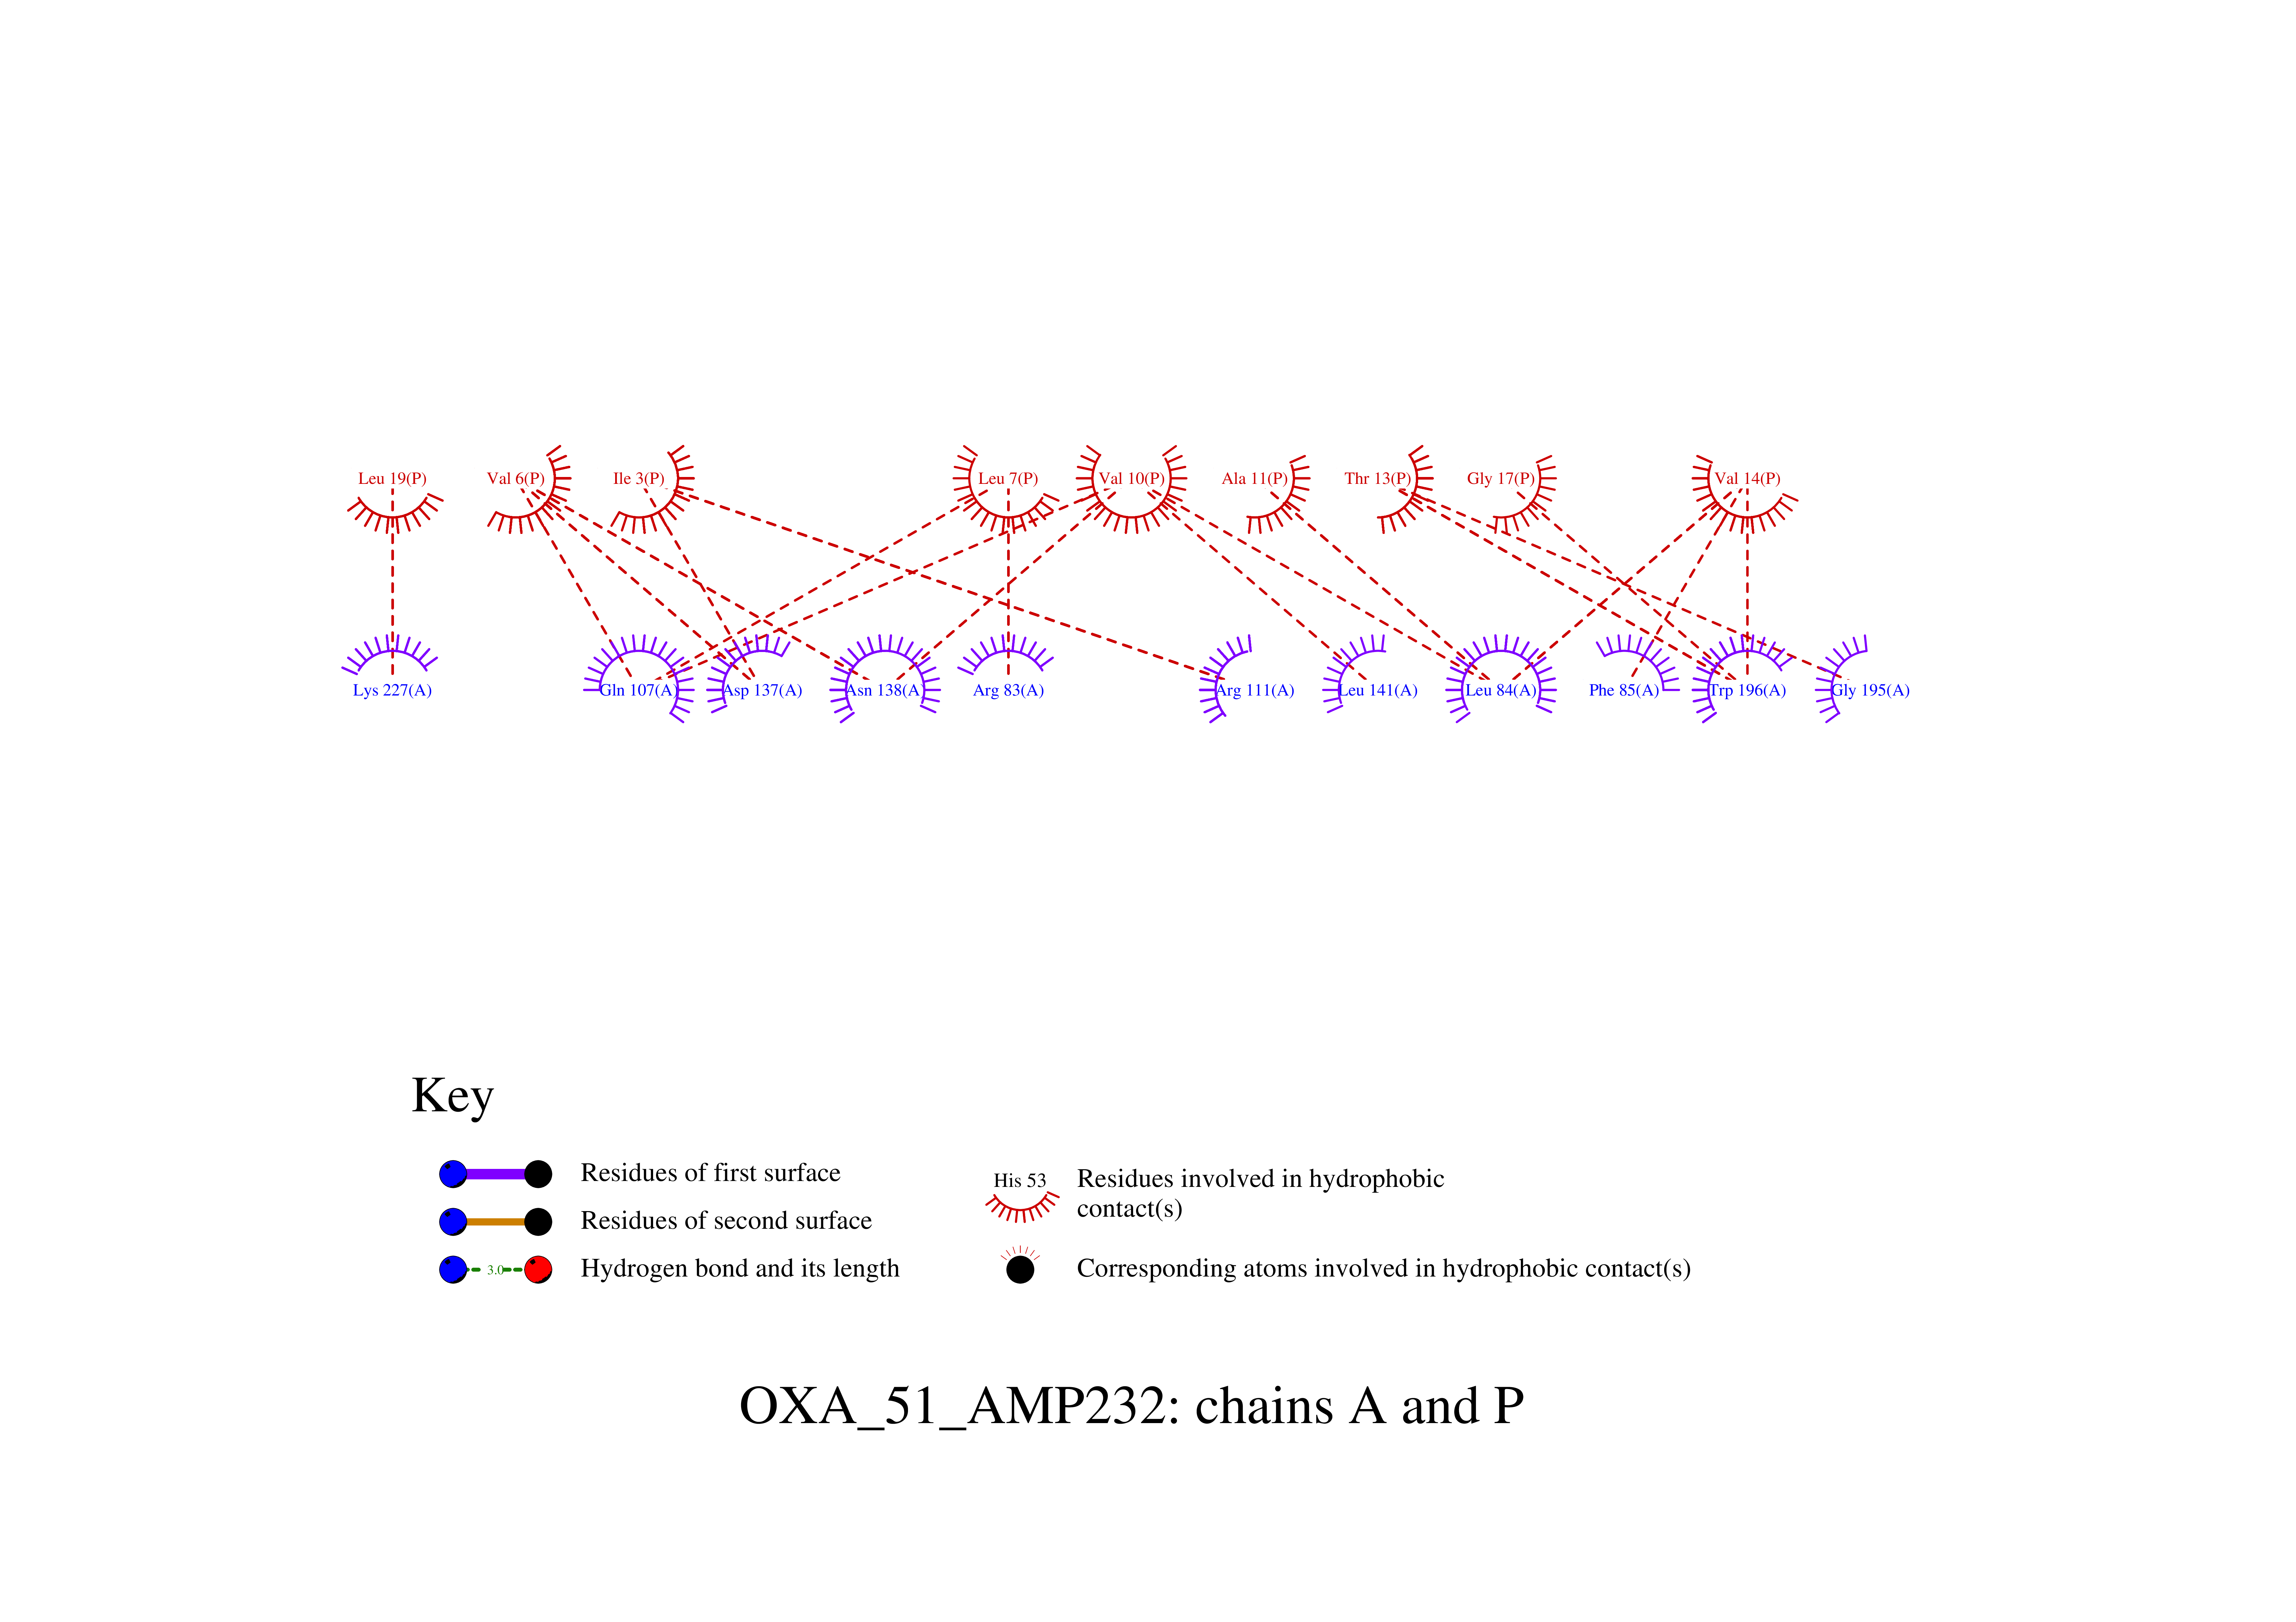 Leu 19(P) Val 6(P) Ile 3(P) Leu 7(P) Val 10(P) Ala 11(P) Thr 13(P) Gly 17(P) Val 14(P)
Lys 227(A) Gln 107(A) Asp 137(A) Asn 138(A) Arg 83(A) Arg 111(A) Leu 141(A) Leu 84(A) Phe 85(A) Trp 196(A) Gly 195(A)
Key
Residues of first surface
Residues of second surface
3.0 Hydrogen bond and its length
His 53 Residues involved in hydrophobic
contact(s)
Corresponding atoms involved in hydrophobic contact(s)
OXA_51_AMP232: chains A and P